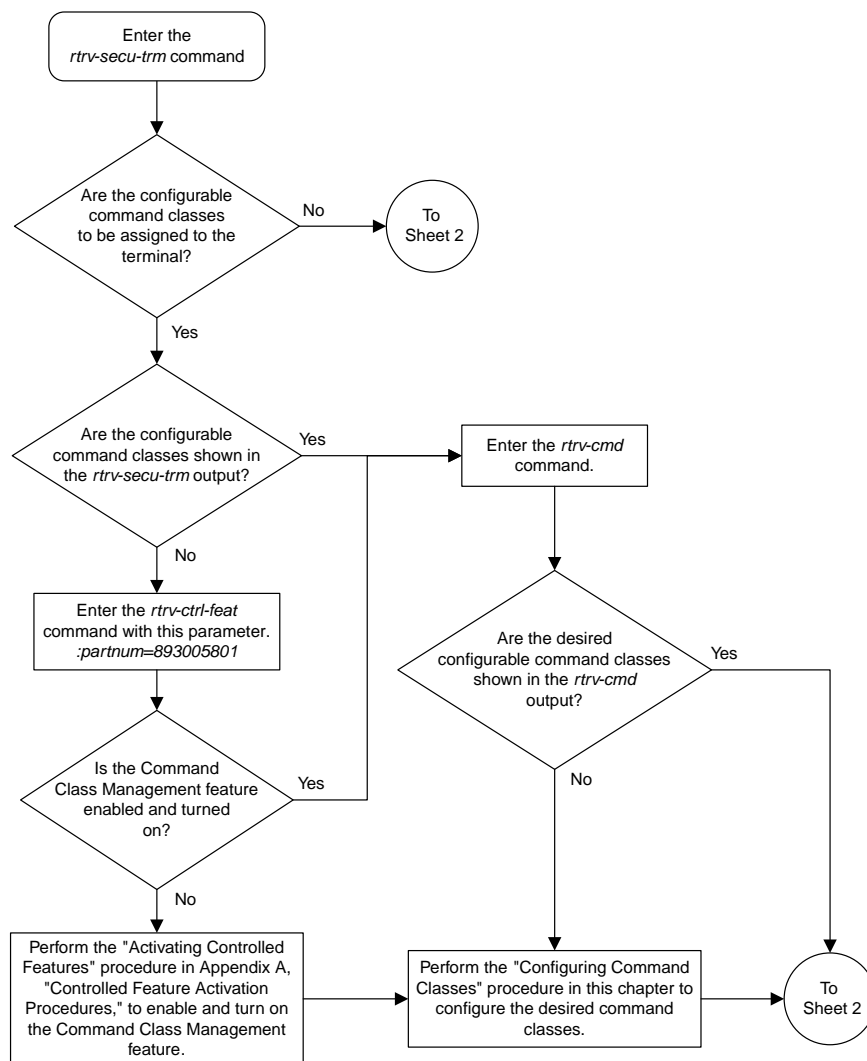 Enter the
rtrv-secu-trm command
Are the configurable
command classes
to be assigned to the
terminal?
No
To
Sheet 2
Yes
Are the configurable
command classes shown in
the rtrv-secu-trm output?
Yes
Enter the rtrv-cmd
command.
No
Enter the rtrv-ctrl-feat
command with this parameter.
:partnum=893005801
Are the desired
configurable command classes
shown in the rtrv-cmd
output?
Yes
Is the Command
Class Management feature
enabled and turned
on?
Yes
No
No
Perform the "Activating Controlled
Features" procedure in Appendix A,
"Controlled Feature Activation
Procedures," to enable and turn on
the Command Class Management
feature.
Perform the "Configuring Command
Classes" procedure in this chapter to
configure the desired command
classes.
To
Sheet 2